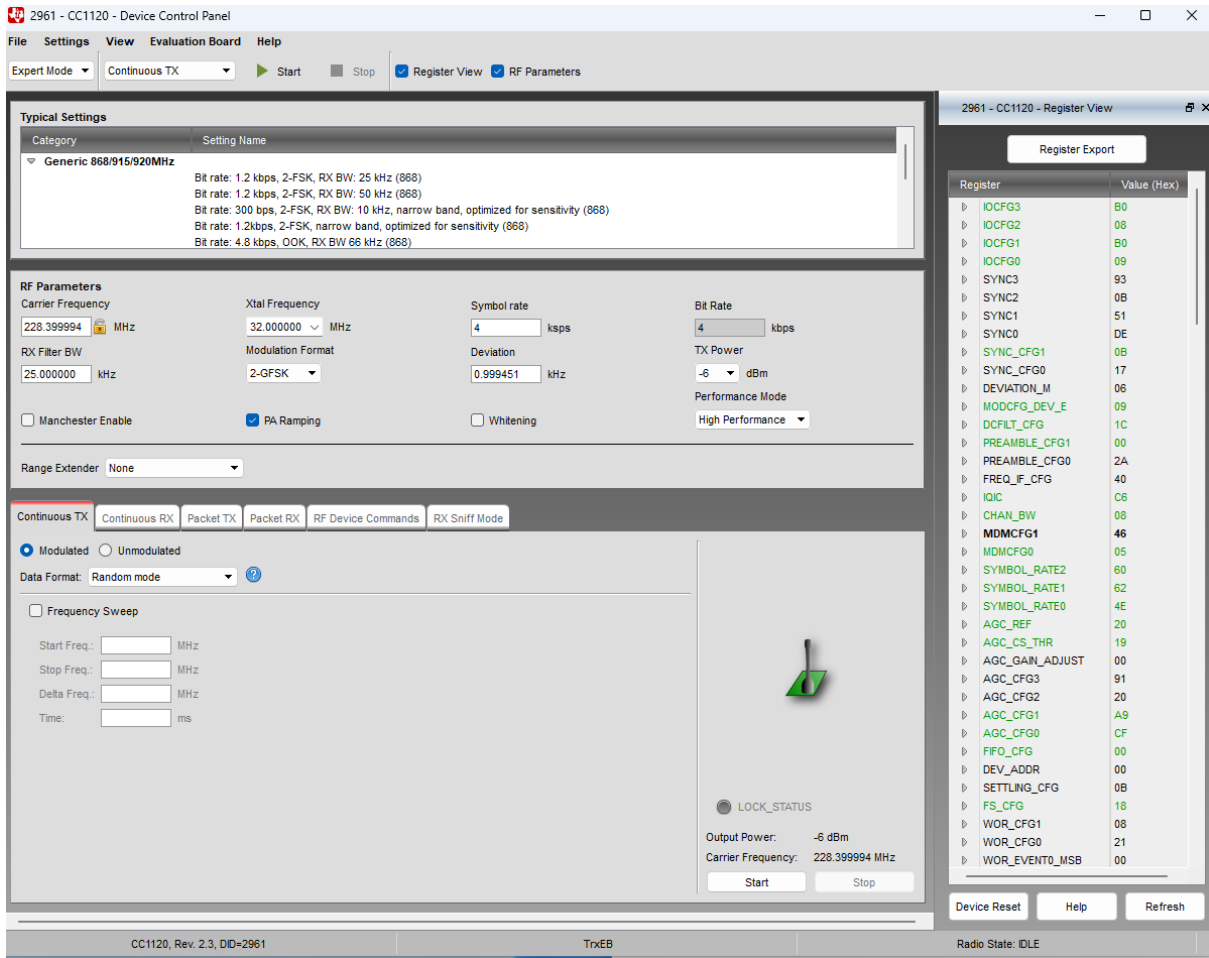 2961 - CC1120 - Device Control Panel
File Settings View Evaluation Board Help
Expert Mode Continuous TX Start Stop Register View RF Parameters
Typical Settings
Category Setting Name
Generic 868/915/920MHz
Bit rate: 1.2 kbps, 2-FSK, RX BW: 25 kHz (868)
Bit rate: 1.2 kbps, 2-FSK, RX BW: 50 kHz (868)
Bit rate: 300 bps, 2-FSK, RX BW: 10 kHz, narrow band, optimized for sensitivity (868)
Bit rate: 1.2kbps, 2-FSK, narrow band, optimized for sensitivity (868)
Bit rate: 4.8 kbps, OOK, RX BW 66 kHz (868)
RF Parameters
Carrier Frequency Xtal Frequency Symbol rate Bit Rate
228.399994 MHz 32.000000 MHz 4 ksps 4 kbps
RX Filter BW Modulation Format Deviation TX Power
25.000000 kHz 2-GFSK 0.999451 kHz -6 dBm
Performance Mode
Manchester Enable PA Ramping Whitening High Performance
Range Extender None
Continuous TX Continuous RX Packet TX Packet RX RF Device Commands RX Sniff Mode
Modulated Unmodulated
Data Format: Random mode
Frequency Sweep
Start Freq.: MHz
Stop Freq.: MHz
Delta Freq.: MHz
Time: ms
LOCK_STATUS
Output Power: -6 dBm
Carrier Frequency: 228.399994 MHz
Start Stop
2961 - CC1120 - Register View
Register Export
Register Value (Hex)
IOCFG3 B0
IOCFG2 08
IOCFG1 B0
IOCFG0 09
SYNC3 93
SYNC2 0B
SYNC1 51
SYNC0 DE
SYNC_CFG1 0B
SYNC_CFG0 17
DEVIATION_M 06
MODCFG_DEV_E 09
DCFILT_CFG 1C
PREAMBLE_CFG1 00
PREAMBLE_CFG0 2A
FREQ_IF_CFG 40
IQIC C6
CHAN_BW 08
MDMCFG1 46
MDMCFG0 05
SYMBOL_RATE2 60
SYMBOL_RATE1 62
SYMBOL_RATE0 4E
AGC_REF 20
AGC_CS_THR 19
AGC_GAIN_ADJUST 00
AGC_CFG3 91
AGC_CFG2 20
AGC_CFG1 A9
AGC_CFG0 CF
FIFO_CFG 00
DEV_ADDR 00
SETTLING_CFG 0B
FS_CFG 18
WOR_CFG1 08
WOR_CFG0 21
WOR_EVENT0_MSB 00
Device Reset Help Refresh
CC1120, Rev. 2.3, DID=2961 TrxEB Radio State: IDLE